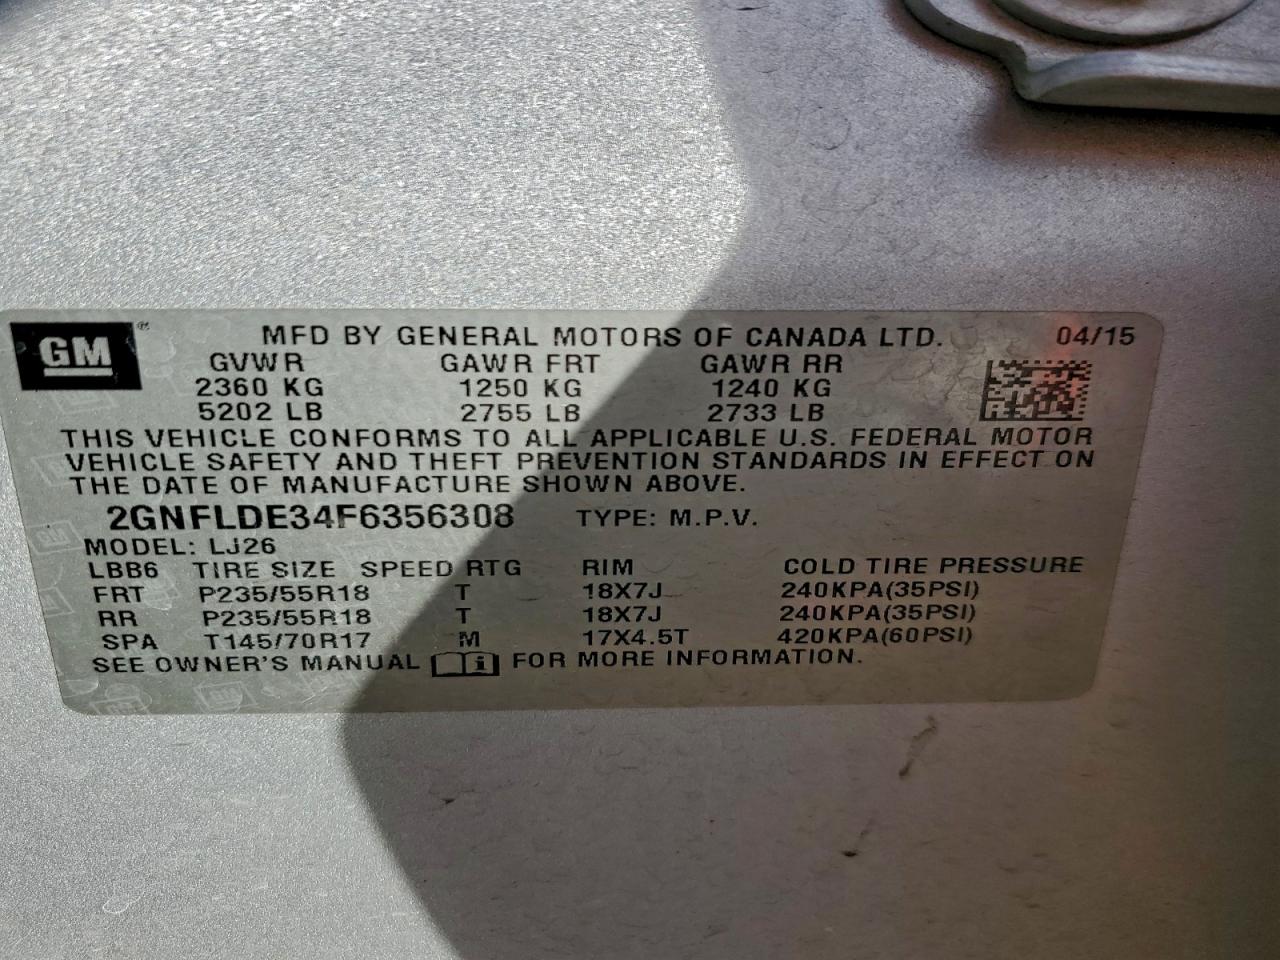 GM® MFD BY GENERAL MOTORS OF CANADA LTD. 04/15
GVWR GAWR FRT GAWR RR
2360 KG 1250 KG 1240 KG
5202 LB 2755 LB 2733 LB
THIS VEHICLE CONFORMS TO ALL APPLICABLE U.S. FEDERAL MOTOR
VEHICLE SAFETY AND THEFT PREVENTION STANDARDS IN EFFECT ON
THE DATE OF MANUFACTURE SHOWN ABOVE.
2GNFLDE34F6356308 TYPE: M.P.V.
MODEL: LJ26
LBB6 TIRE SIZE SPEED RTG RIM COLD TIRE PRESSURE
FRT P235/55R18 T 18X7J 240KPA(35PSI)
RR P235/55R18 T 18X7J 240KPA(35PSI)
SPA T145/70R17 M 17X4.5T 420KPA(60PSI)
SEE OWNER'S MANUAL FOR MORE INFORMATION.